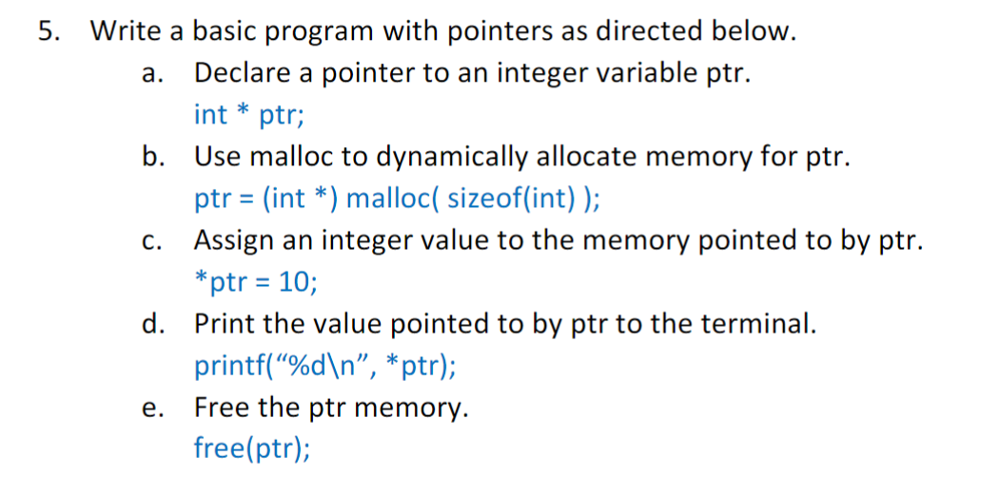 5. Write a basic program with pointers as directed below.
a. Declare a pointer to an integer variable ptr.
int * ptr;
b. Use malloc to dynamically allocate memory for ptr.
ptr = (int *) malloc( sizeof(int) );
c. Assign an integer value to the memory pointed to by ptr.
*ptr = 10;
d. Print the value pointed to by ptr to the terminal.
printf(“%d\n”, *ptr);
e. Free the ptr memory.
free(ptr);